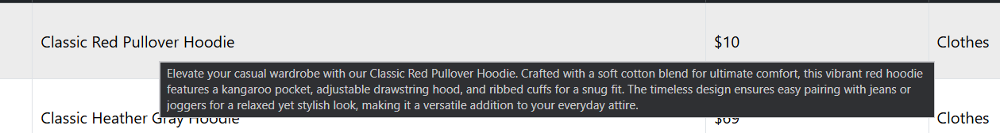 Classic Red Pullover Hoodie $10 Clothes
Elevate your casual wardrobe with our Classic Red Pullover Hoodie. Crafted with a soft cotton blend for ultimate comfort, this vibrant red hoodie
features a kangaroo pocket, adjustable drawstring hood, and ribbed cuffs for a snug fit. The timeless design ensures easy pairing with jeans or
joggers for a relaxed yet stylish look, making it a versatile addition to your everyday attire.
Classic Heather Gray Hoodie $69 Clothes